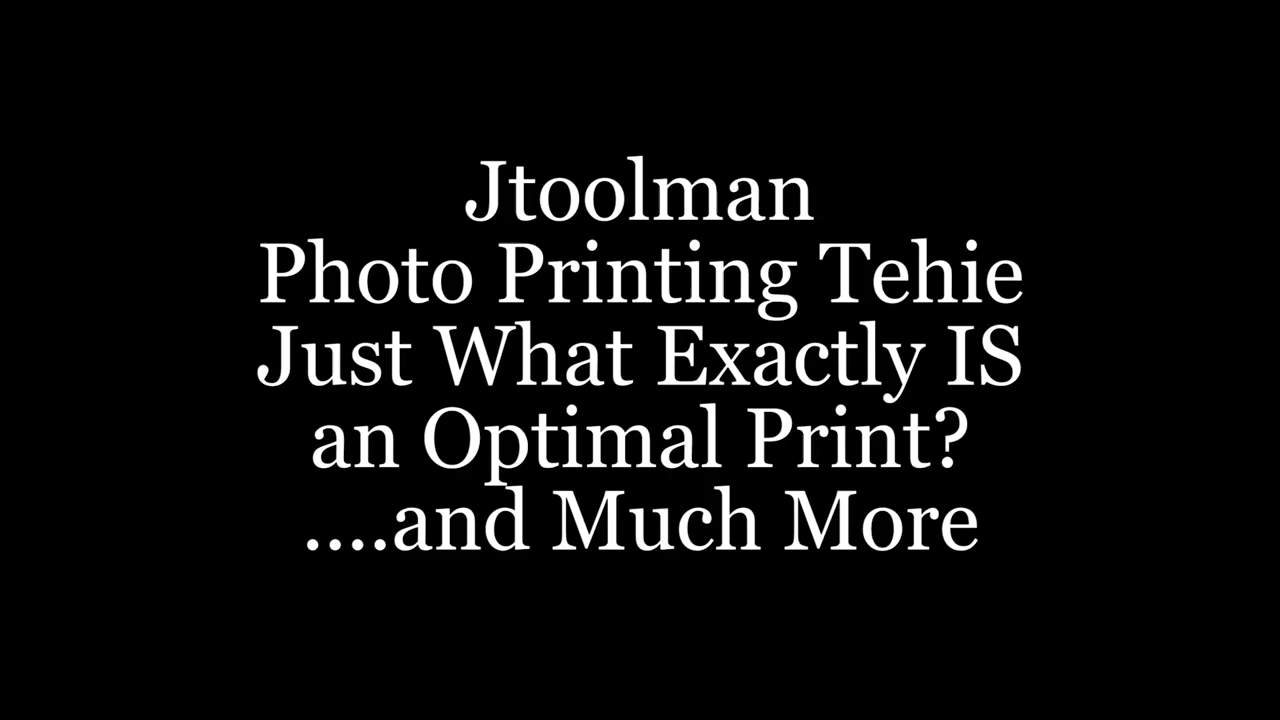 Jtoolman
Photo Printing Tehie
Just What Exactly IS
an Optimal Print?
....and Much More